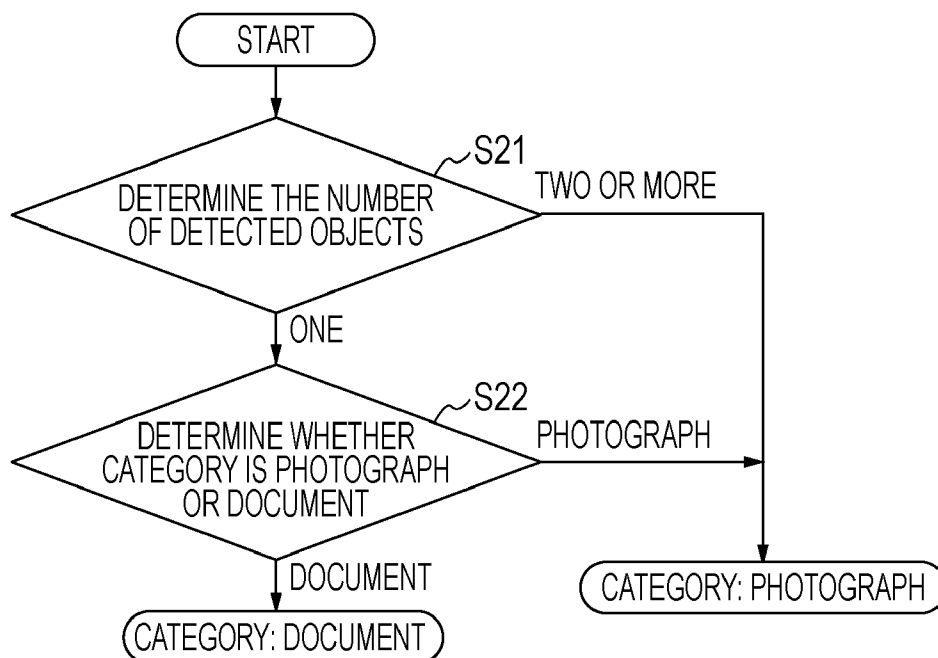 START
S21
DETERMINE THE NUMBER
OF DETECTED OBJECTS
TWO OR MORE
ONE
S22
DETERMINE WHETHER
CATEGORY IS PHOTOGRAPH
OR DOCUMENT
PHOTOGRAPH
DOCUMENT
CATEGORY: PHOTOGRAPH
CATEGORY: DOCUMENT